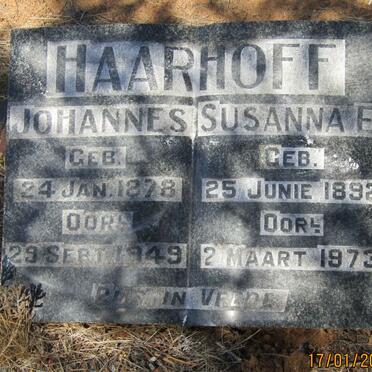 HAARHOFF
JOHANNES SUSANNA E
GEB. GEB.
24 JAN. 1878 25 JUNIE 1892
OORL OORL
29 SEPT. 1949 2 MAART 1973
RUS IN VREDE
17/01/20